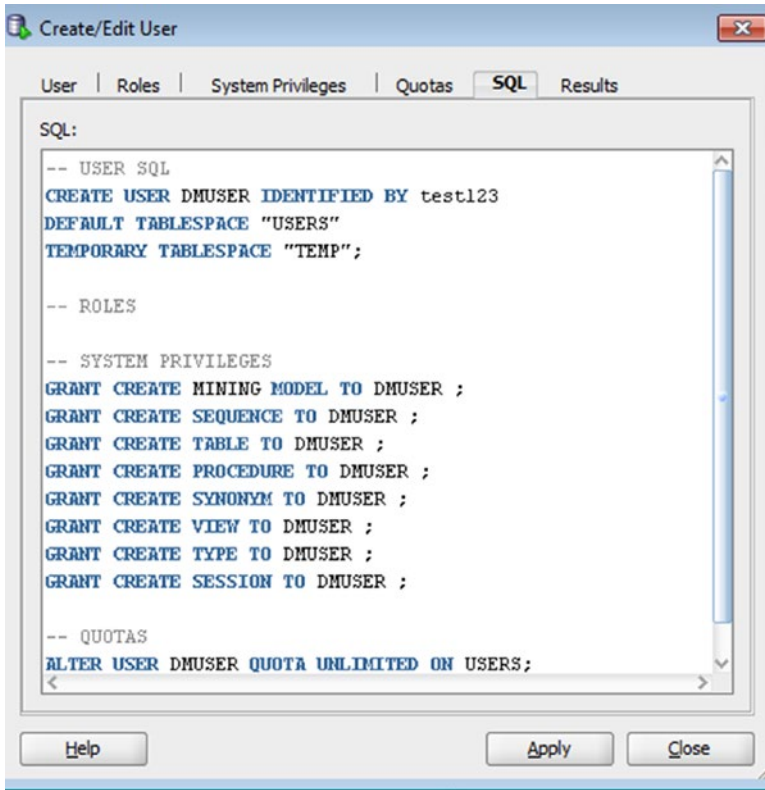 Create/Edit User
User Roles System Privileges Quotas SQL Results
SQL:
-- USER SQL
CREATE USER DMUSER IDENTIFIED BY test123
DEFAULT TABLESPACE "USERS"
TEMPORARY TABLESPACE "TEMP";
-- ROLES
-- SYSTEM PRIVILEGES
GRANT CREATE MINING MODEL TO DMUSER ;
GRANT CREATE SEQUENCE TO DMUSER ;
GRANT CREATE TABLE TO DMUSER ;
GRANT CREATE PROCEDURE TO DMUSER ;
GRANT CREATE SYNONYM TO DMUSER ;
GRANT CREATE VIEW TO DMUSER ;
GRANT CREATE TYPE TO DMUSER ;
GRANT CREATE SESSION TO DMUSER ;
-- QUOTAS
ALTER USER DMUSER QUOTA UNLIMITED ON USERS;
Help Apply Close